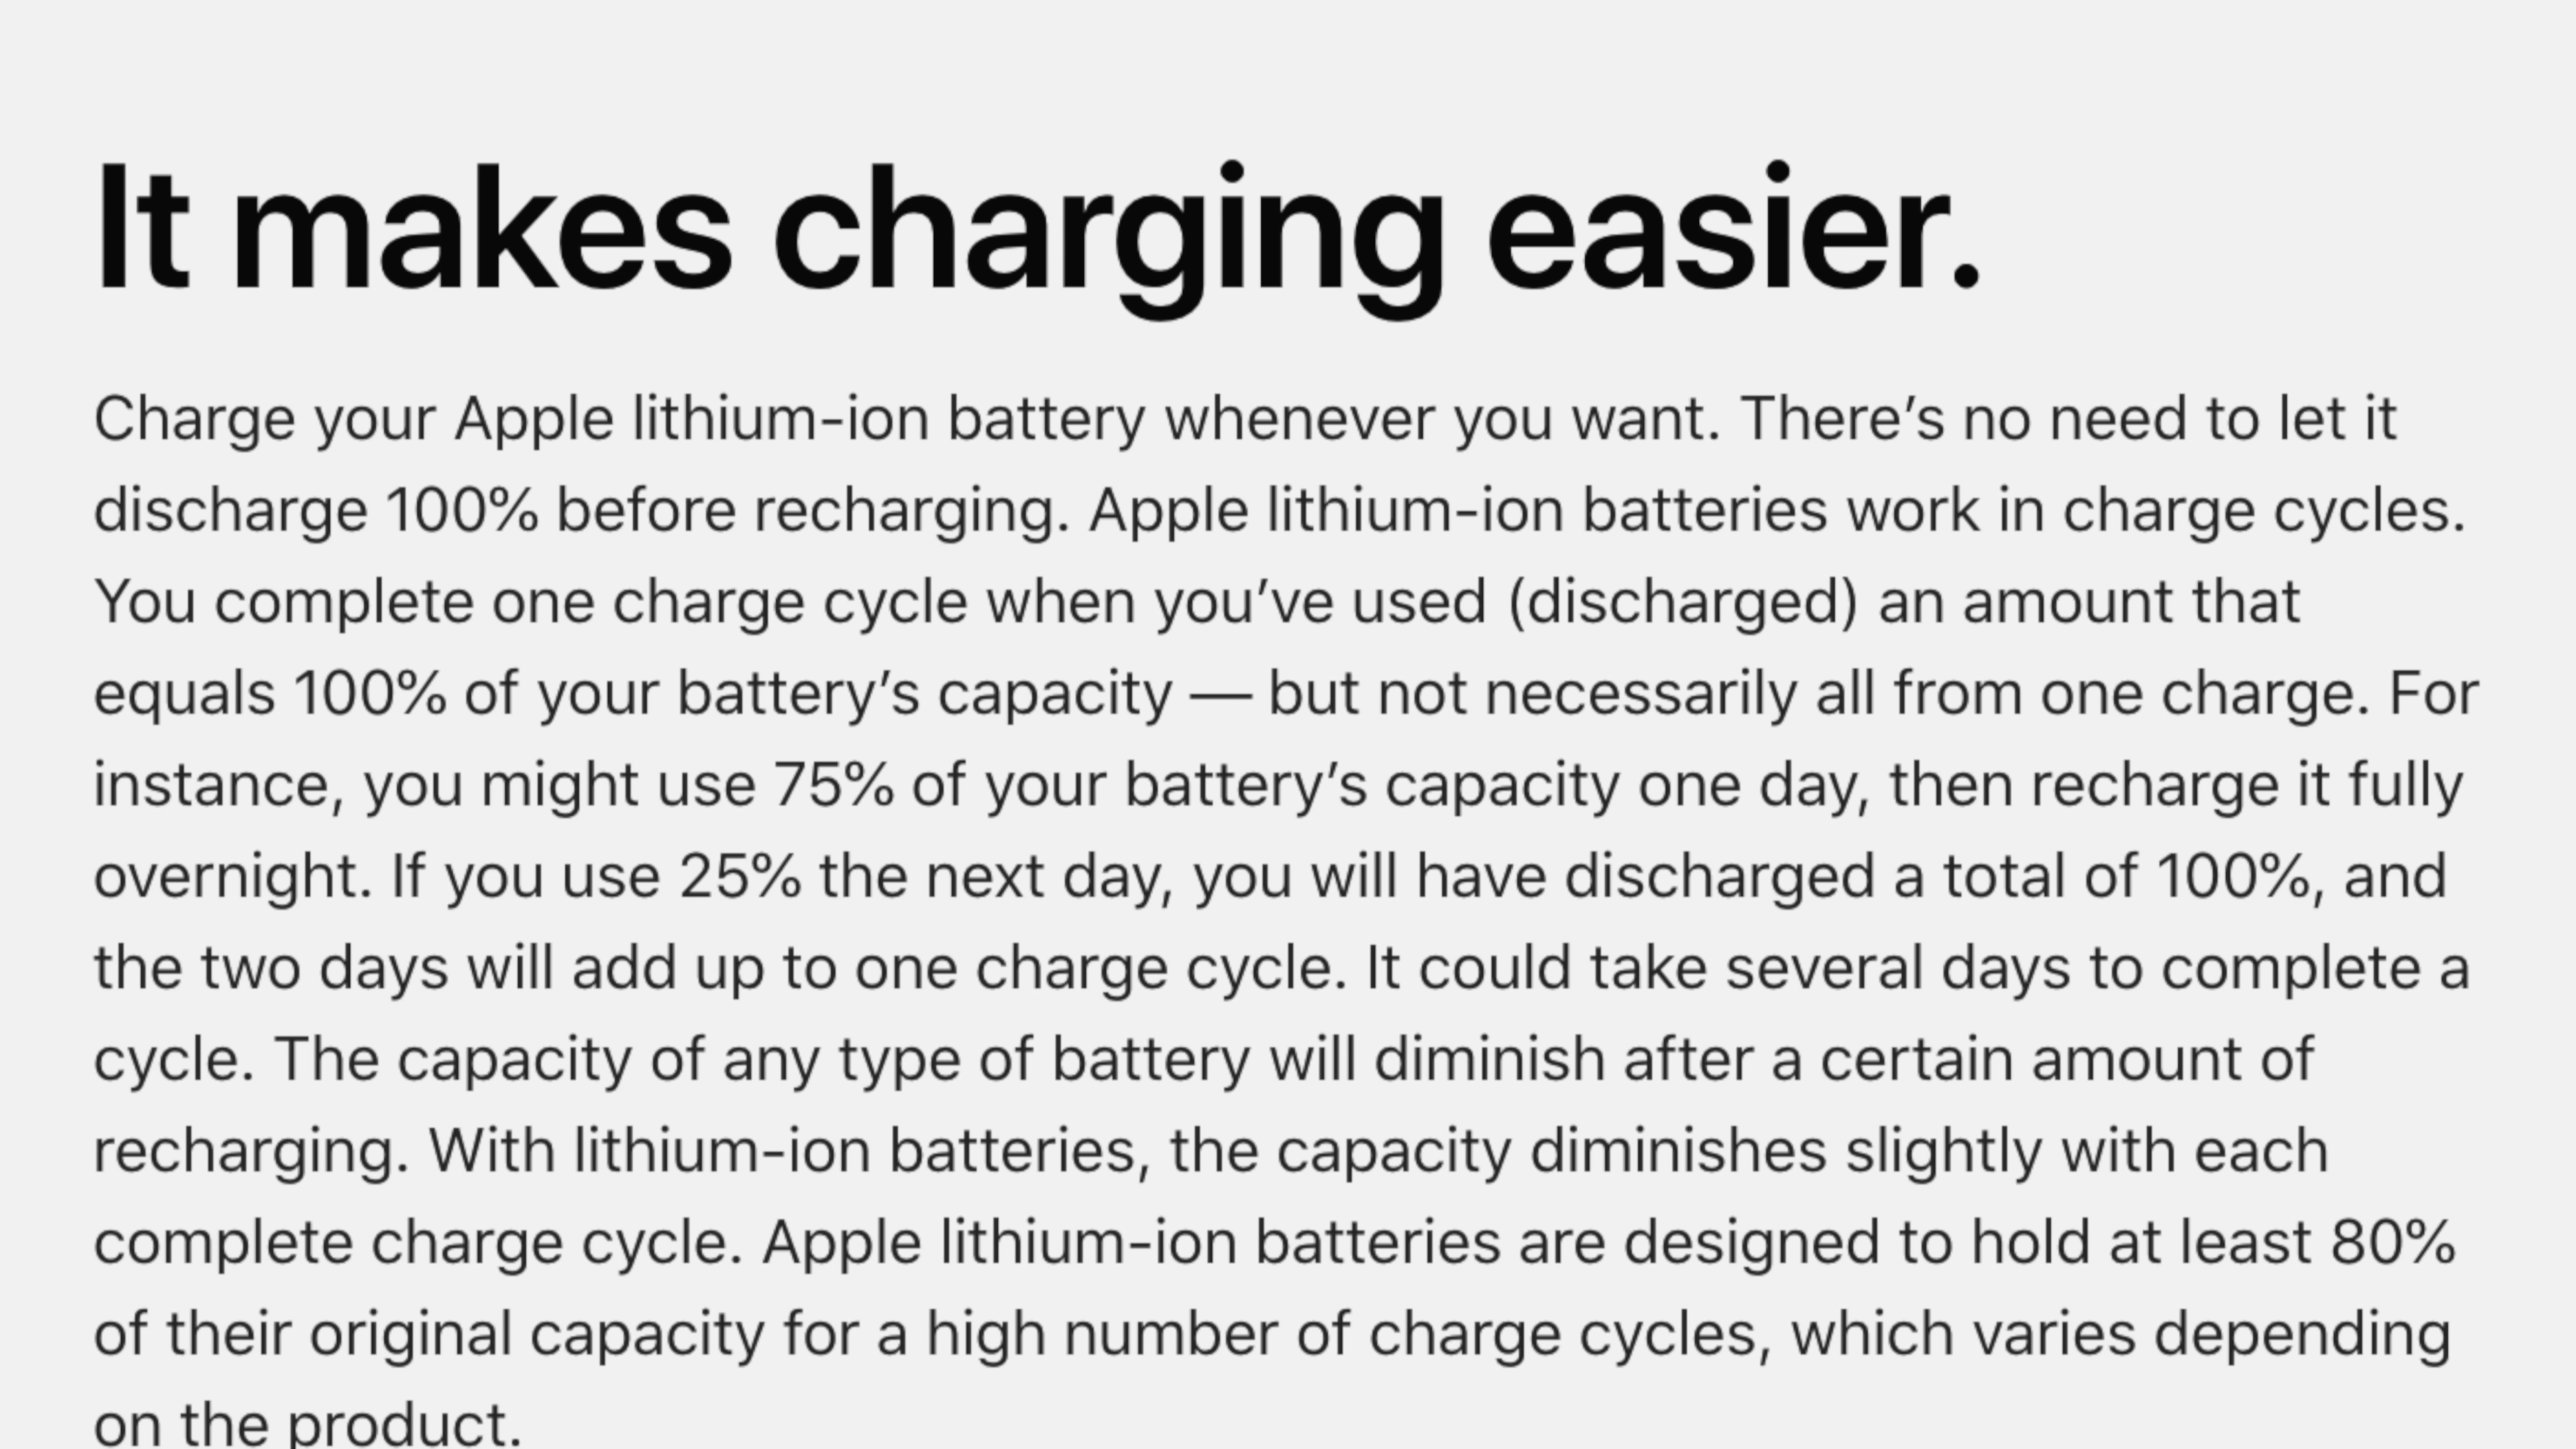 It makes charging easier.
Charge your Apple lithium-ion battery whenever you want. There’s no need to let it
discharge 100% before recharging. Apple lithium-ion batteries work in charge cycles.
You complete one charge cycle when you’ve used (discharged) an amount that
equals 100% of your battery’s capacity — but not necessarily all from one charge. For
instance, you might use 75% of your battery’s capacity one day, then recharge it fully
overnight. If you use 25% the next day, you will have discharged a total of 100%, and
the two days will add up to one charge cycle. It could take several days to complete a
cycle. The capacity of any type of battery will diminish after a certain amount of
recharging. With lithium-ion batteries, the capacity diminishes slightly with each
complete charge cycle. Apple lithium-ion batteries are designed to hold at least 80%
of their original capacity for a high number of charge cycles, which varies depending
on the product.